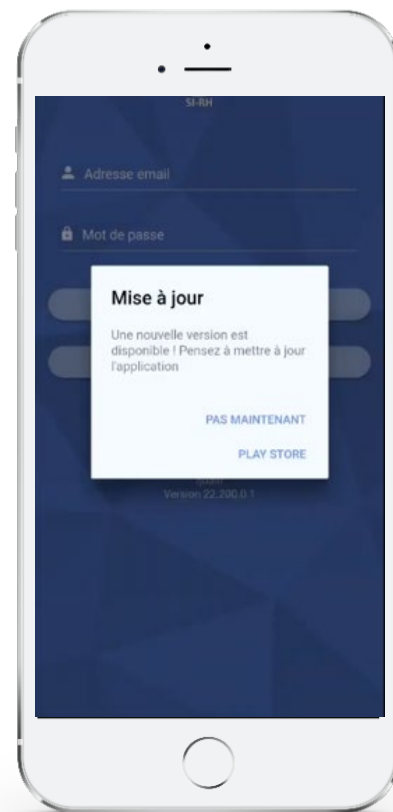 SI-RH
Adresse email
Mot de passe
Mise à jour
Une nouvelle version est
disponible ! Pensez à mettre à jour
l'application
PAS MAINTENANT
PLAY STORE
Version 22.200.0.1